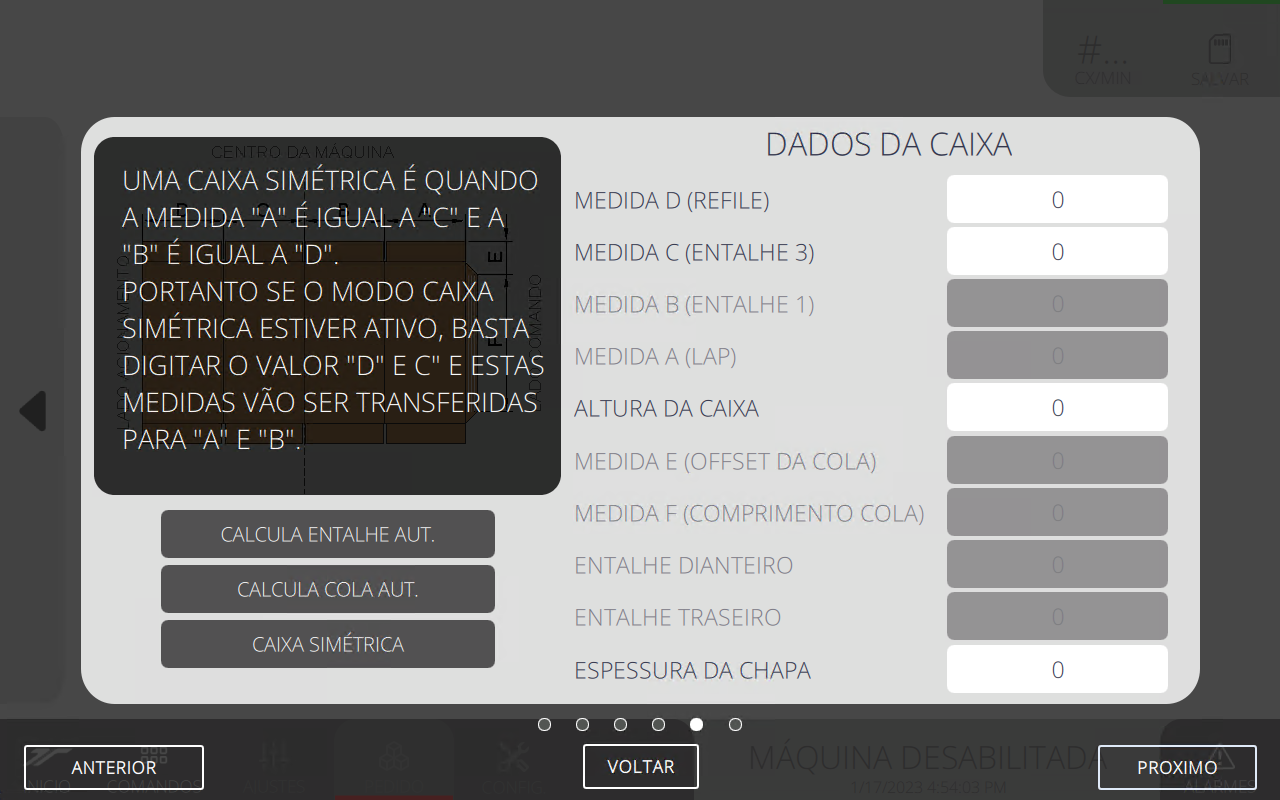 #...
CX/MIN
SALVAR
CENTRO DA MÁQUINA
UMA CAIXA SIMÉTRICA É QUANDO
A MEDIDA "A" É IGUAL A "C" E A
"B" É IGUAL A "D".
PORTANTO SE O MODO CAIXA
SIMÉTRICA ESTIVER ATIVO, BASTA
DIGITAR O VALOR "D" E C" E ESTAS
MEDIDAS VÃO SER TRANSFERIDAS
PARA "A" E "B".
D C B A
E
F
LADO ACIONAMENTO
LADO COMANDO
CALCULA ENTALHE AUT.
CALCULA COLA AUT.
CAIXA SIMÉTRICA
DADOS DA CAIXA
MEDIDA D (REFILE) 0
MEDIDA C (ENTALHE 3) 0
MEDIDA B (ENTALHE 1) 0
MEDIDA A (LAP) 0
ALTURA DA CAIXA 0
MEDIDA E (OFFSET DA COLA) 0
MEDIDA F (COMPRIMENTO COLA) 0
ENTALHE DIANTEIRO 0
ENTALHE TRASEIRO 0
ESPESSURA DA CHAPA 0
ANTERIOR
VOLTAR
PROXIMO
INICIO
COMANDOS
AJUSTES
CONFIG
MÁQUINA DESABILITADA
1/17/2023 4:54:03 PM
ALARMES